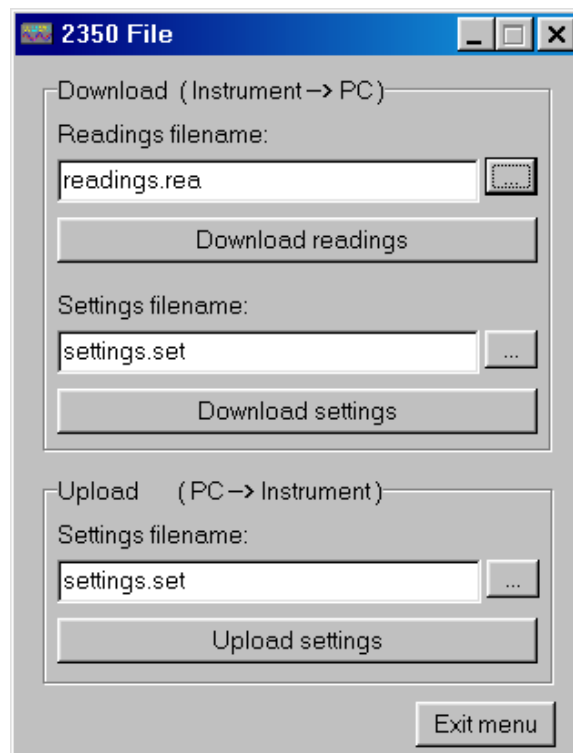 2350 File
Download (Instrument–> PC)
Readings filename:
readings.rea
...
Download readings
Settings filename:
settings.set
...
Download settings
Upload (PC–> Instrument)
Settings filename:
settings.set
...
Upload settings
Exit menu